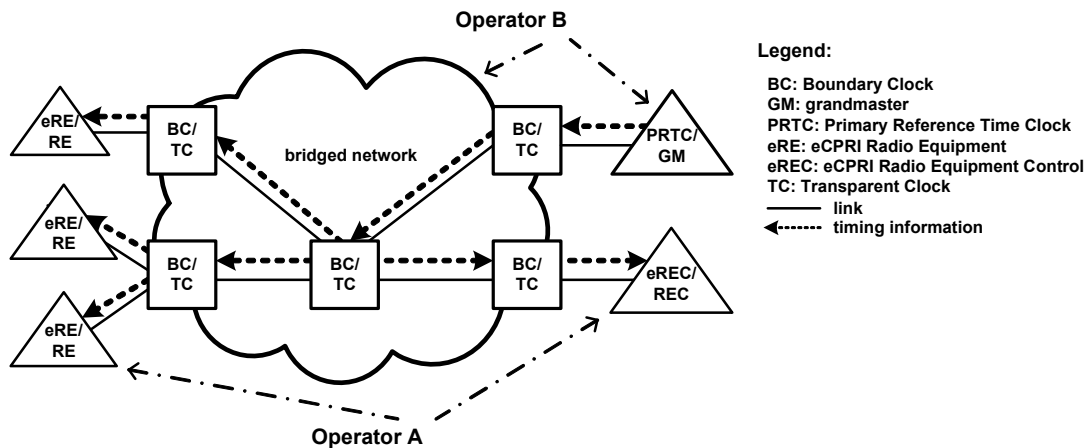 Operator B
Legend:
BC: Boundary Clock
GM: grandmaster
PRTC: Primary Reference Time Clock
eRE: eCPRI Radio Equipment
eREC: eCPRI Radio Equipment Control
TC: Transparent Clock
link
timing information
eRE/
RE
BC/
TC
bridged network
BC/
TC
PRTC/
GM
eRE/
RE
BC/
TC
BC/
TC
BC/
TC
eREC/
REC
eRE/
RE
Operator A